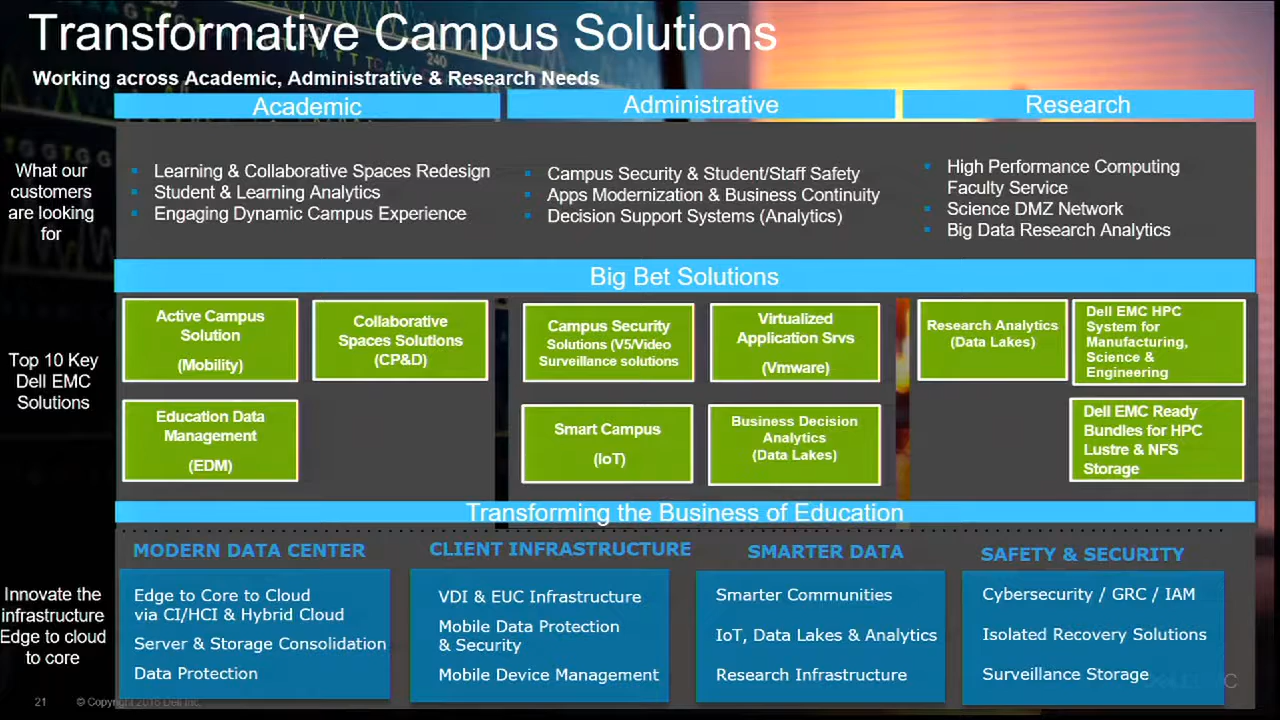 Transformative Campus Solutions
Working across Academic, Administrative & Research Needs
Academic
Administrative
Research
What our
customers
are looking
for
Learning & Collaborative Spaces Redesign
Student & Learning Analytics
Engaging Dynamic Campus Experience
Campus Security & Student/Staff Safety
Apps Modernization & Business Continuity
Decision Support Systems (Analytics)
High Performance Computing
Faculty Service
Science DMZ Network
Big Data Research Analytics
Big Bet Solutions
Top 10 Key
Dell EMC
Solutions
Active Campus
Solution
(Mobility)
Collaborative
Spaces Solutions
(CP&D)
Campus Security
Solutions (V5/Video
Surveillance solutions
Virtualized
Application Srvs
(Vmware)
Research Analytics
(Data Lakes)
Dell EMC HPC
System for
Manufacturing,
Science &
Engineering
Education Data
Management
(EDM)
Smart Campus
(IoT)
Business Decision
Analytics
(Data Lakes)
Dell EMC Ready
Bundles for HPC
Lustre & NFS
Storage
Transforming the Business of Education
Innovate the
infrastructure
Edge to cloud
to core
MODERN DATA CENTER
Edge to Core to Cloud
via CI/HCI & Hybrid Cloud
Server & Storage Consolidation
Data Protection
CLIENT INFRASTRUCTURE
VDI & EUC Infrastructure
Mobile Data Protection
& Security
Mobile Device Management
SMARTER DATA
Smarter Communities
IoT, Data Lakes & Analytics
Research Infrastructure
SAFETY & SECURITY
Cybersecurity / GRC / IAM
Isolated Recovery Solutions
Surveillance Storage
21
© Copyright 2016 Dell Inc.